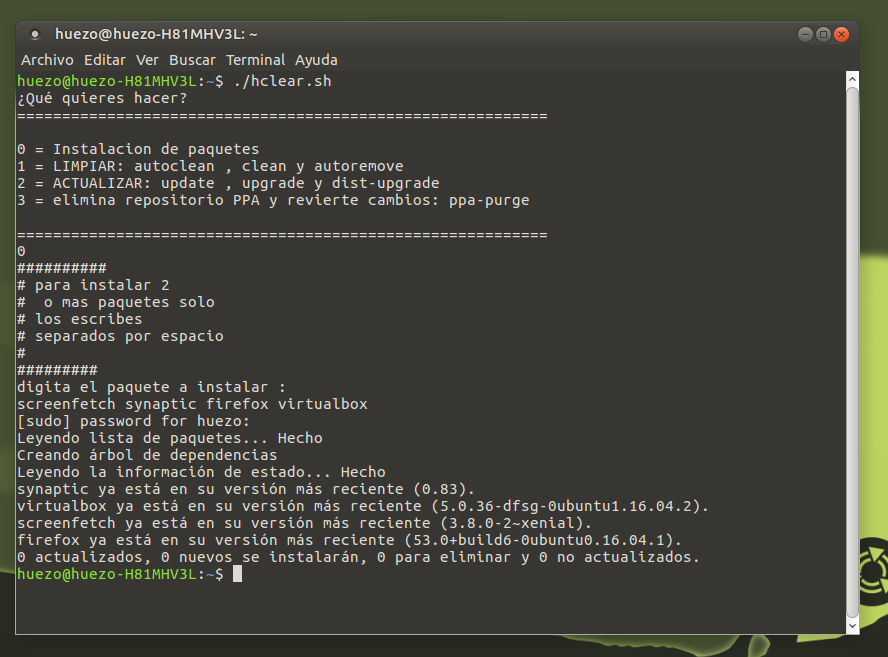 huezo@huezo-H81MHV3L: ~
Archivo Editar Ver Buscar Terminal Ayuda
huezo@huezo-H81MHV3L:~$ ./hclear.sh
¿Qué quieres hacer?
===========================================================
0 = Instalacion de paquetes
1 = LIMPIAR: autoclean , clean y autoremove
2 = ACTUALIZAR: update , upgrade y dist-upgrade
3 = elimina repositorio PPA y revierte cambios: ppa-purge
===========================================================
0
##########
# para instalar 2
#  o mas paquetes solo
# los escribes
# separados por espacio
#
#########
digita el paquete a instalar :
screenfetch synaptic firefox virtualbox
[sudo] password for huezo:
Leyendo lista de paquetes... Hecho
Creando árbol de dependencias
Leyendo la información de estado... Hecho
synaptic ya está en su versión más reciente (0.83).
virtualbox ya está en su versión más reciente (5.0.36-dfsg-0ubuntu1.16.04.2).
screenfetch ya está en su versión más reciente (3.8.0-2~xenial).
firefox ya está en su versión más reciente (53.0+build6-0ubuntu0.16.04.1).
0 actualizados, 0 nuevos se instalarán, 0 para eliminar y 0 no actualizados.
huezo@huezo-H81MHV3L:~$